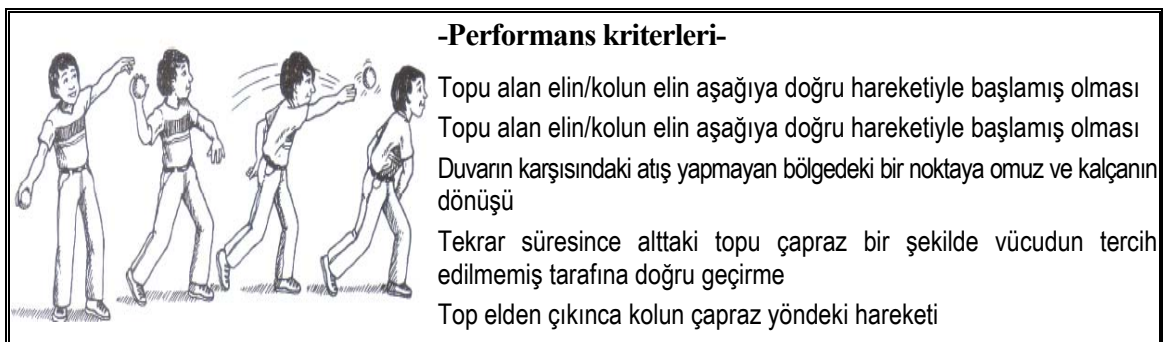 -Performans kriterleri-
Topu alan elin/kolun elin aşağıya doğru hareketiyle başlamış olması
Topu alan elin/kolun elin aşağıya doğru hareketiyle başlamış olması
Duvarın karşısındaki atış yapmayan bölgedeki bir noktaya omuz ve kalçanın
dönüşü
Tekrar süresince alttaki topu çapraz bir şekilde vücudun tercih
edilmemiş tarafına doğru geçirme
Top elden çıkınca kolun çapraz yöndeki hareketi